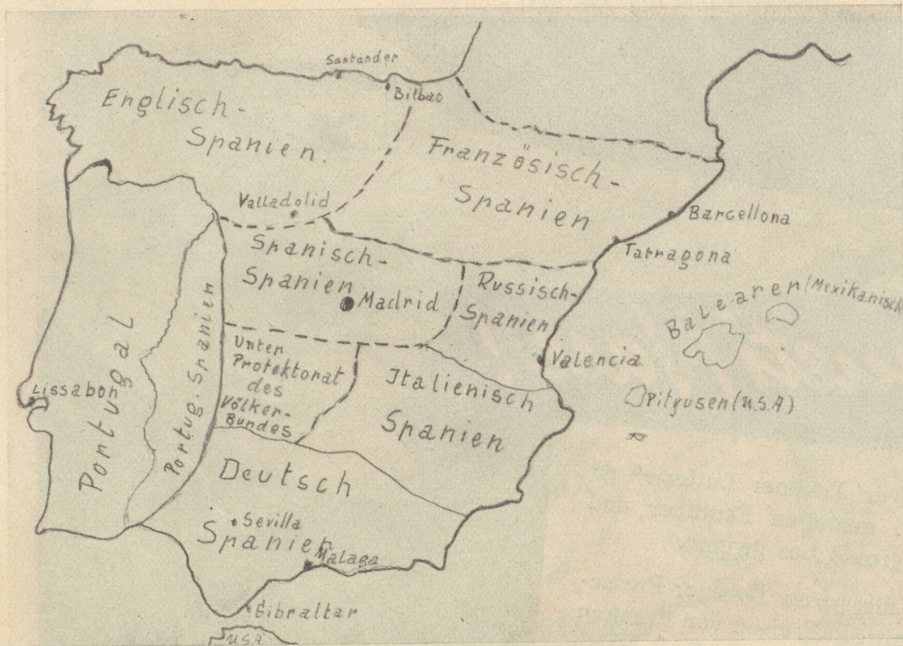 Santander
Bilbao
Englisch-
Spanien.
Französisch-
Spanien
Valladolid
Barcellona
Tarragona
Spanisch-
Spanien
Madrid
Russisch-
Spanien
Balearen (Mexikanisch
Valencia
Pityusen (U.S.A)
Portugal
Lissabon
Portug. Spanien
Unter
Protektorat
des
Völker-
Bundes
Italienisch
Spanien
Deutsch
Spanien
Sevilla
Malaga
Gibraltar
U.S.A.